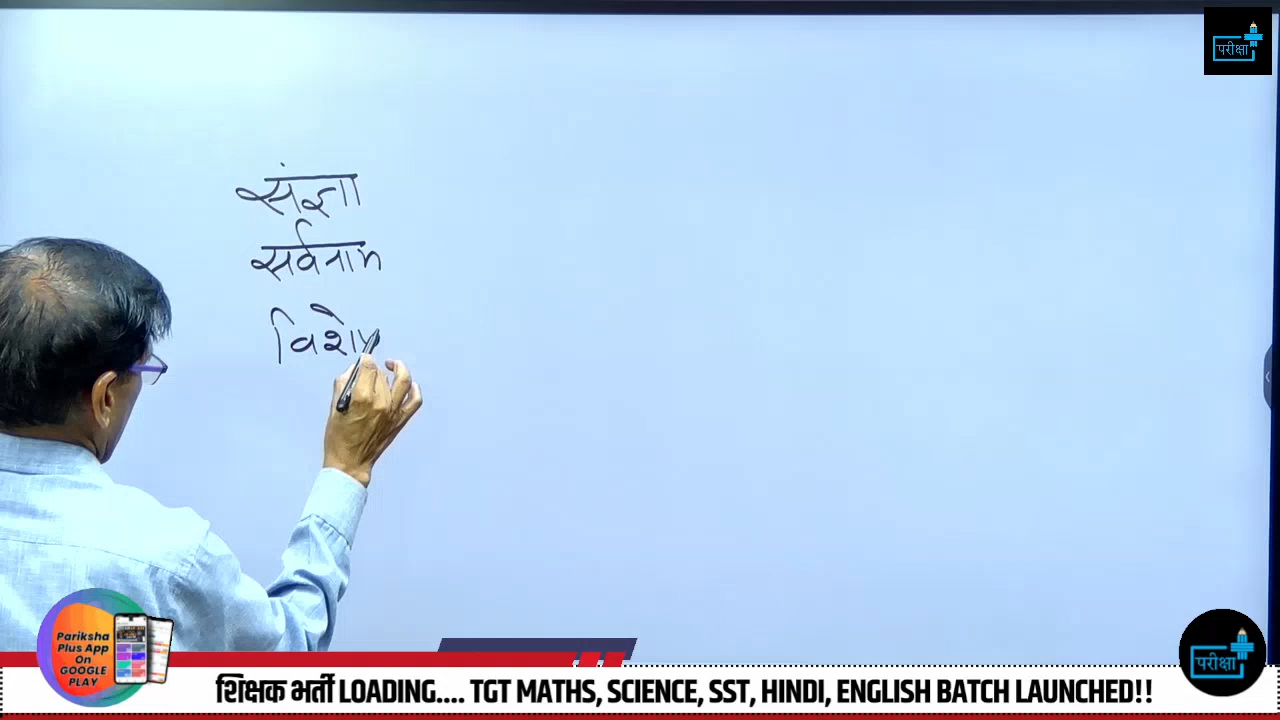 परीक्षा
संज्ञा
सर्वनाम
विशेष
Pariksha
Plus App
On
GOOGLE
PLAY
परीक्षा
शिक्षक भर्ती LOADING.... TGT MATHS, SCIENCE, SST, HINDI, ENGLISH BATCH LAUNCHED!!